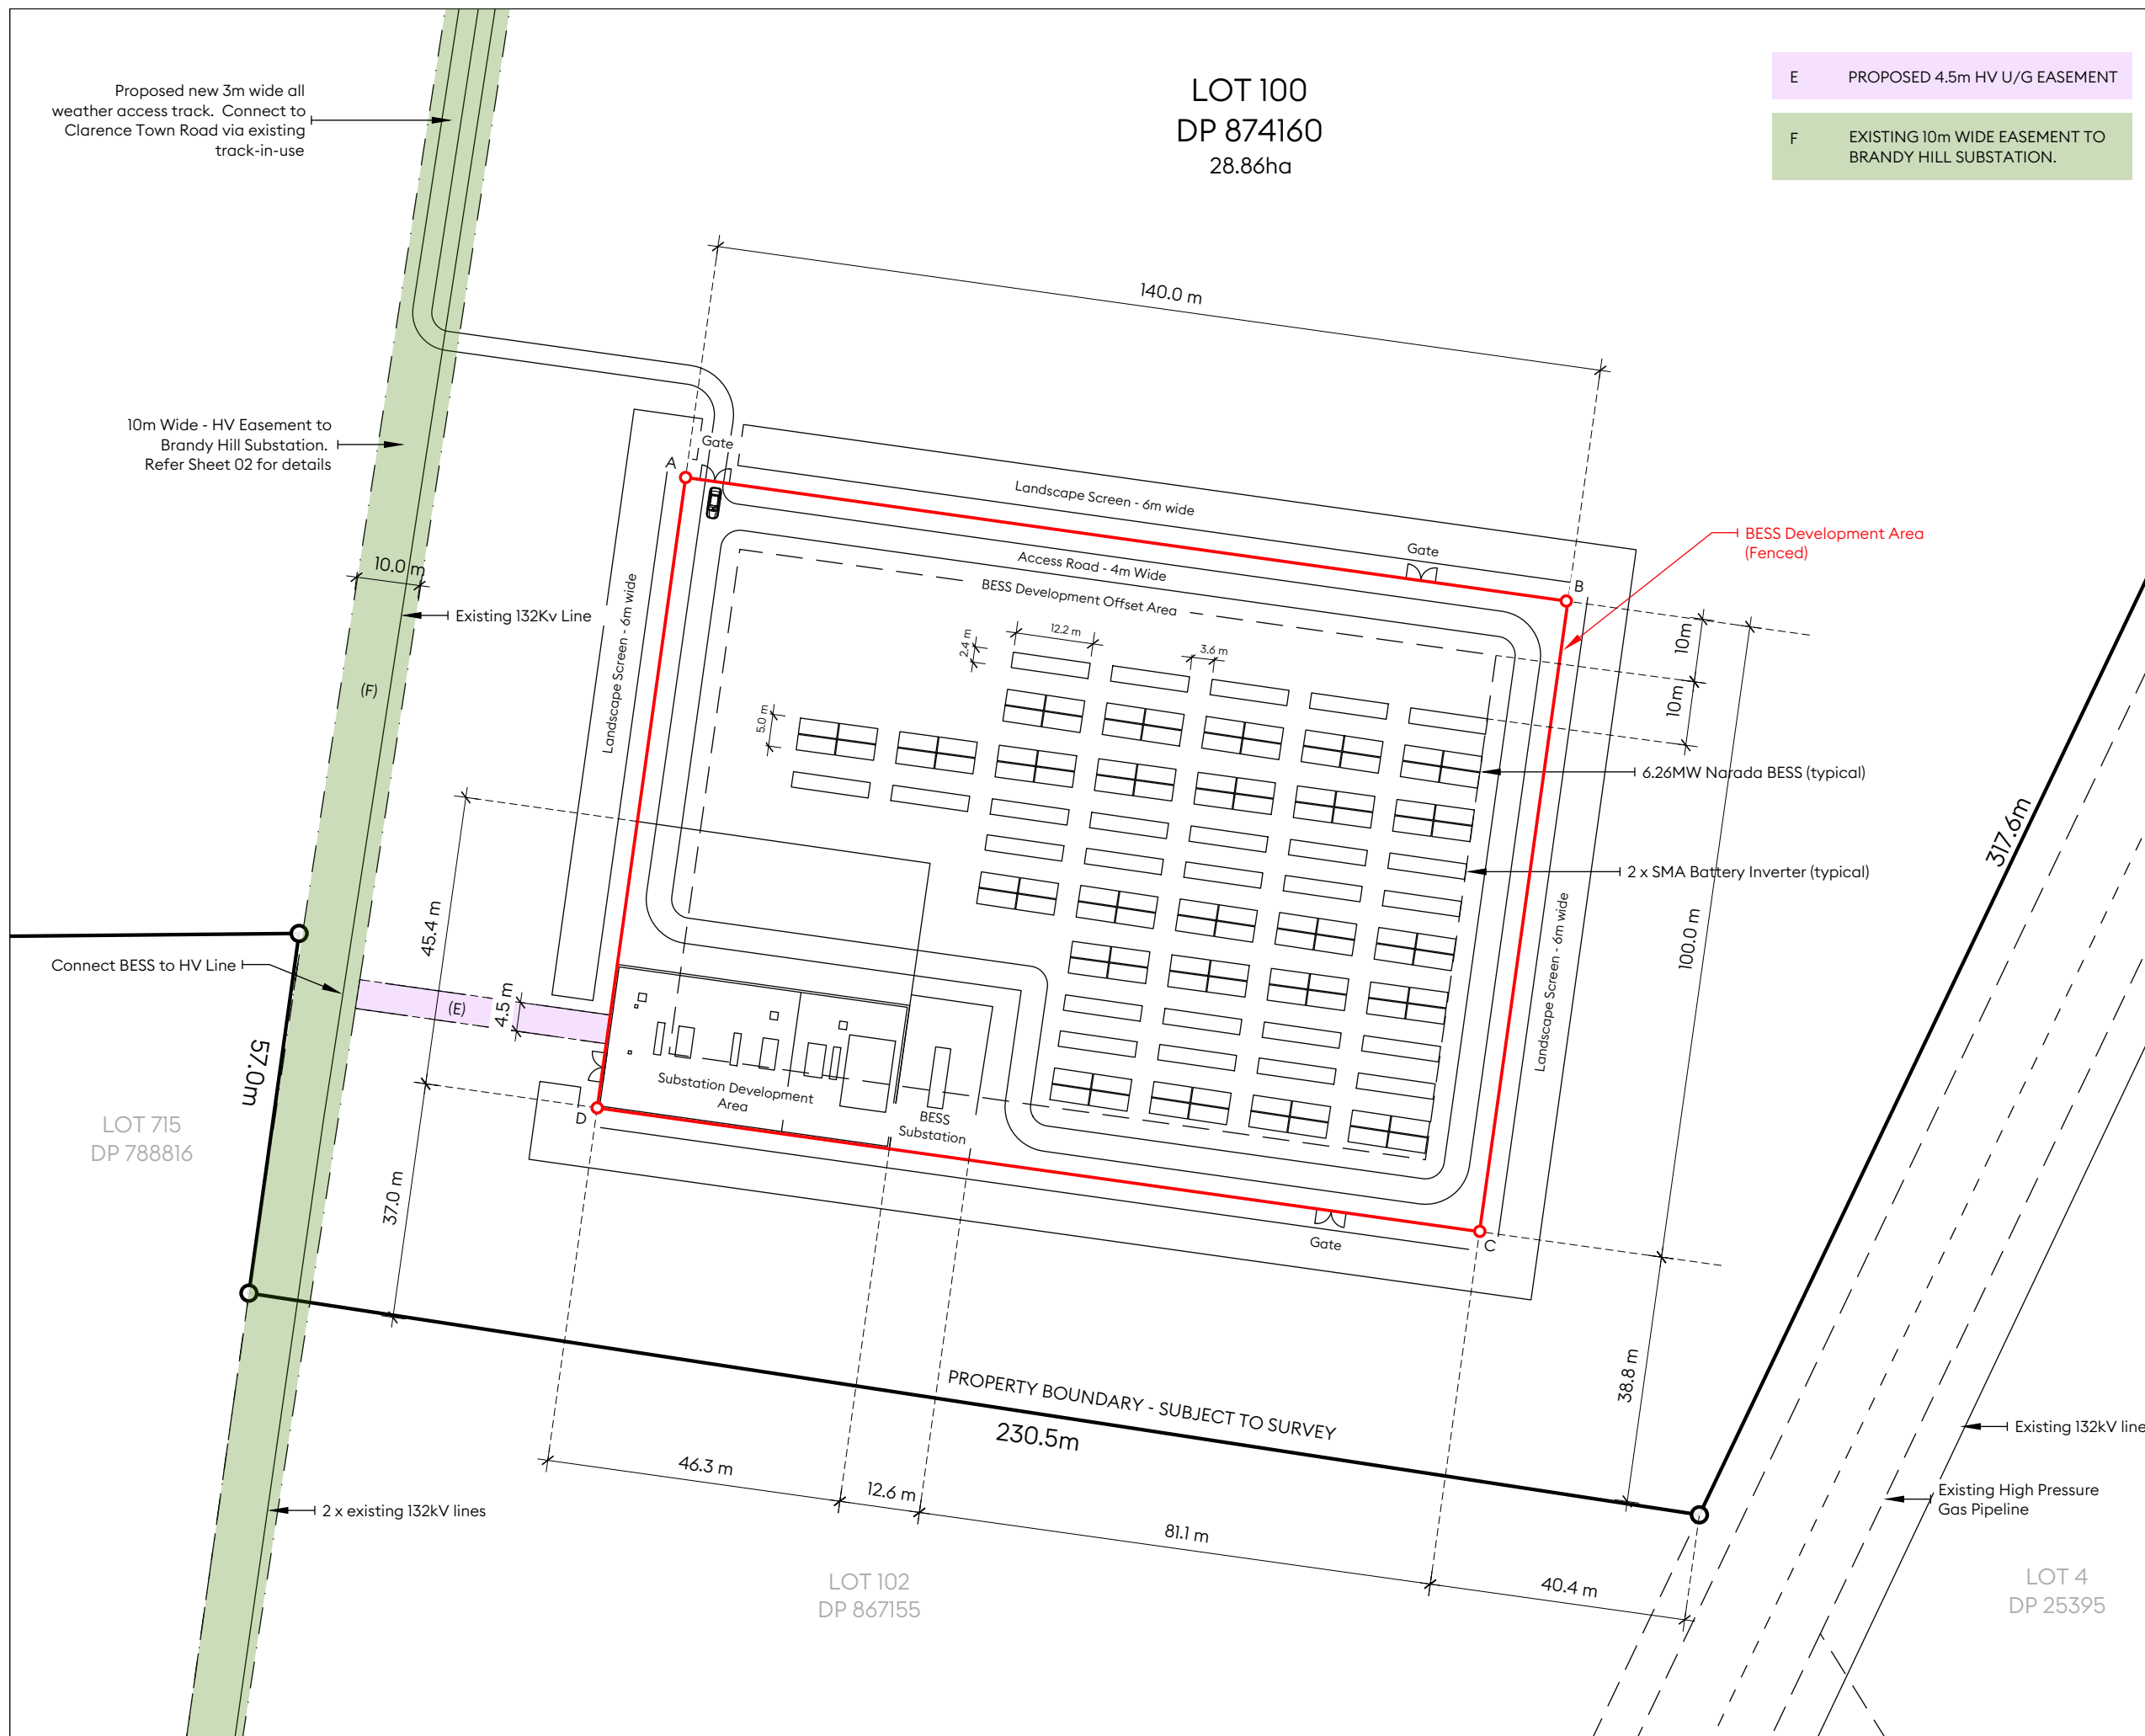 Proposed new 3m wide all
weather access track. Connect to
Clarence Town Road via existing
track-in-use
LOT 100
DP 874160
28.86ha
E PROPOSED 4.5m HV U/G EASEMENT
F EXISTING 10m WIDE EASEMENT TO
BRANDY HILL SUBSTATION.
140.0 m
10m Wide - HV Easement to
Brandy Hill Substation.
Refer Sheet 02 for details
Gate
A
Landscape Screen - 6m wide
BESS Development Area
(Fenced)
Gate
B
Access Road - 4m Wide
BESS Development Offset Area
10.0 m
Existing 132Kv Line
Landscape Screen - 6m wide
2.4 m
12.2 m
3.6 m
10m
10m
(F)
5.0 m
6.26MW Narada BESS (typical)
317.6m
2 x SMA Battery Inverter (typical)
45.4 m
100.0 m
Landscape Screen - 6m wide
Connect BESS to HV Line
(E)
4.5 m
57.0m
Substation Development
Area
BESS
Substation
D
LOT 715
DP 788816
37.0 m
Gate
C
38.8 m
PROPERTY BOUNDARY - SUBJECT TO SURVEY
230.5m
Existing 132kV line
46.3 m
12.6 m
81.1 m
40.4 m
2 x existing 132kV lines
Existing High Pressure
Gas Pipeline
LOT 102
DP 867155
LOT 4
DP 25395